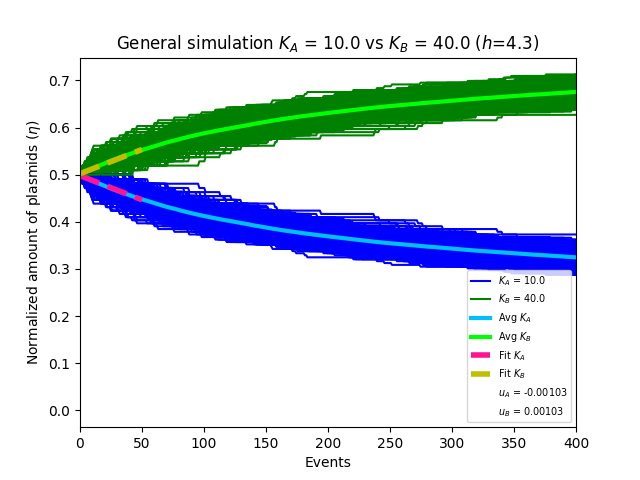 General simulation K_A = 10.0 vs K_B = 40.0 (h=4.3)
Normalized amount of plasmids (η)
0.7
0.6
0.5
0.4
0.3
0.2
0.1
0.0
K_A = 10.0
K_B = 40.0
Avg K_A
Avg K_B
Fit K_A
Fit K_B
u_A = -0.00103
u_B = 0.00103
0 50 100 150 200 250 300 350 400
Events